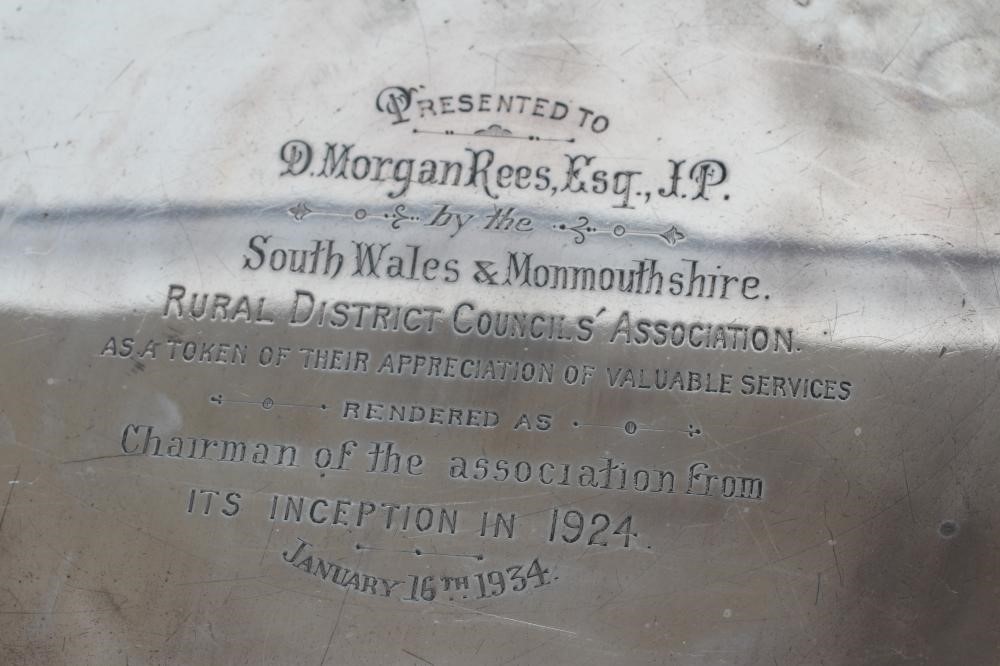 PRESENTED TO
D. Morgan Rees, Esq., J.P.
by the
South Wales & Monmouthshire.
RURAL DISTRICT COUNCILS' ASSOCIATION.
AS A TOKEN OF THEIR APPRECIATION OF VALUABLE SERVICES
RENDERED AS
Chairman of the association from
ITS INCEPTION IN 1924.
JANUARY 16TH 1934.